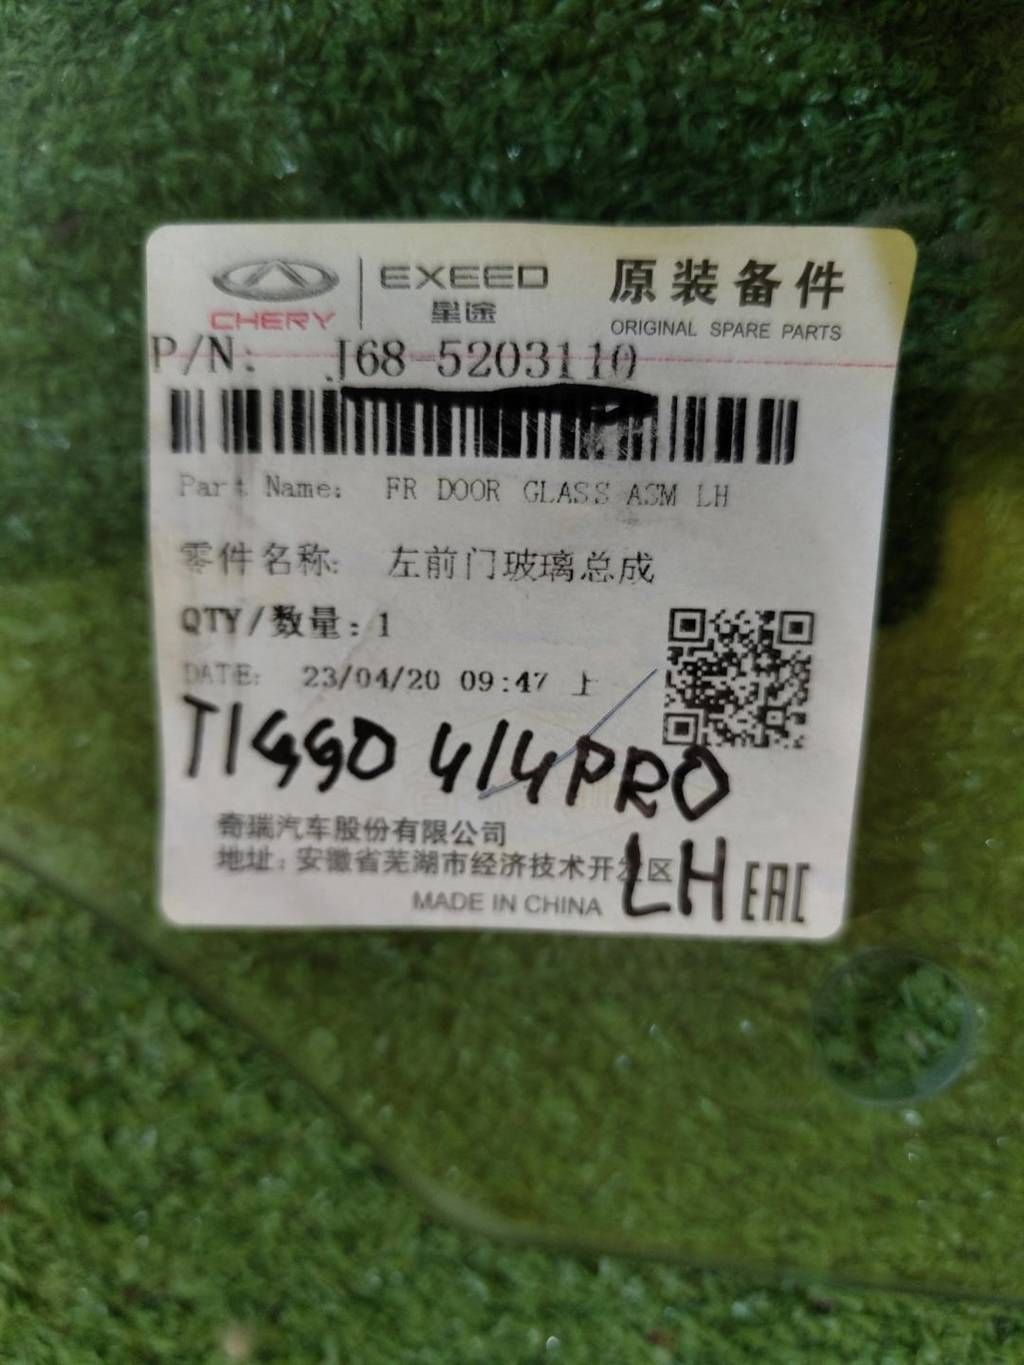 CHERY
EXEED
星途
原装备件
ORIGINAL SPARE PARTS
P/N: J68-5203110
Part Name: FR DOOR GLASS ASM LH
零件名称: 左前门玻璃总成
QTY/数量: 1
DATE: 23/04/20 09:47 上
TIGGO 4/4PRO
奇瑞汽车股份有限公司
地址: 安徽省芜湖市经济技术开发区
LH
MADE IN CHINA
EAC